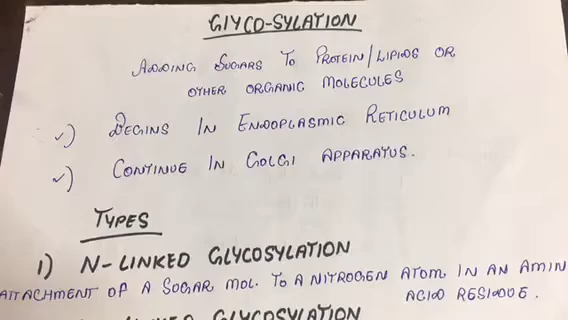 GLYCO-SYLATION
ADDING SUGARS TO PROTEIN/LIPIDS OR
OTHER ORGANIC MOLECULES
✓) BEGINS IN ENDOPLASMIC RETICULUM
✓) CONTINUE IN GOLGI APPARATUS.
TYPES
1) N-LINKED GLYCOSYLATION
ATTACHMENT OF A SUGAR MOL. TO A NITROGEN ATOM IN AN AMIN
ACID RESIDUE.
GLYCOSYLATION